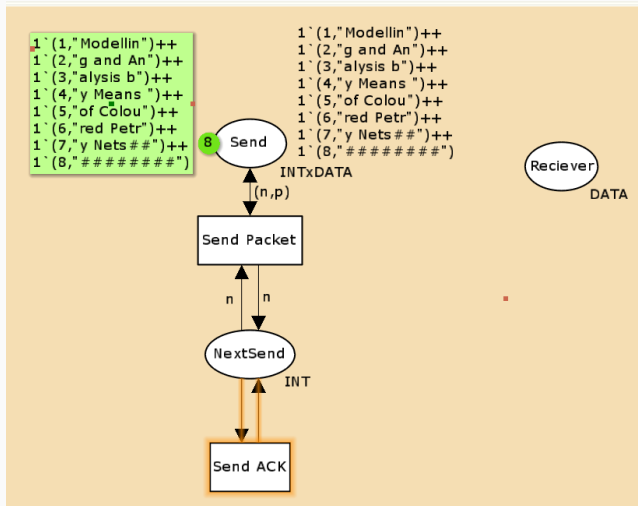 1`(1,"Modellin")++
1`(2,"g and An")++
1`(3,"alysis b")++
1`(4,"y Means ")++
1`(5,"of Colou")++
1`(6,"red Petr")++
1`(7,"y Nets##")++
1`(8,"########")
1`(1,"Modellin")++
1`(2,"g and An")++
1`(3,"alysis b")++
1`(4,"y Means ")++
1`(5,"of Colou")++
1`(6,"red Petr")++
1`(7,"y Nets##")++
1`(8,"########")
8
Send
INTxDATA
Reciever
DATA
(n,p)
Send Packet
n
n
NextSend
INT
Send ACK